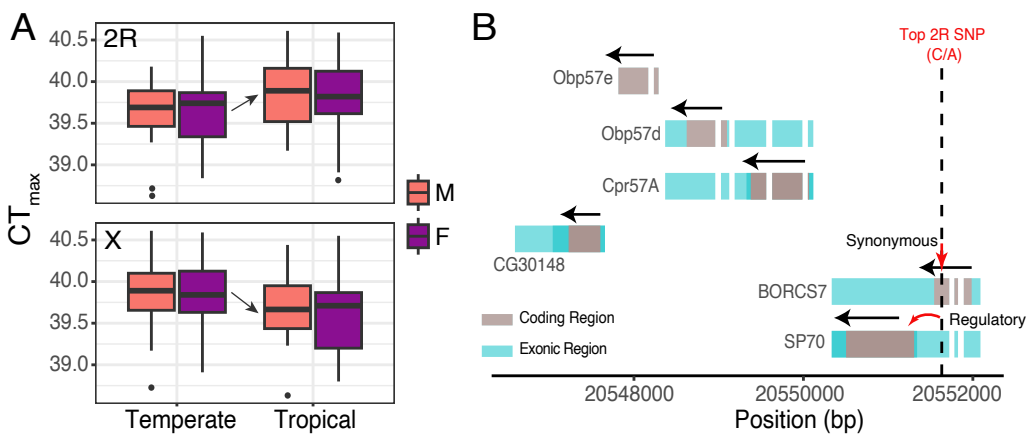 A
2R
40.5
40.0
39.5
39.0
X
40.5
40.0
39.5
39.0
CTmax
Temperate
Tropical
M
F
B
Top 2R SNP
(C/A)
Obp57e
Obp57d
Cpr57A
CG30148
Synonymous
BORCS7
Regulatory
SP70
Coding Region
Exonic Region
20548000
20550000
20552000
Position (bp)